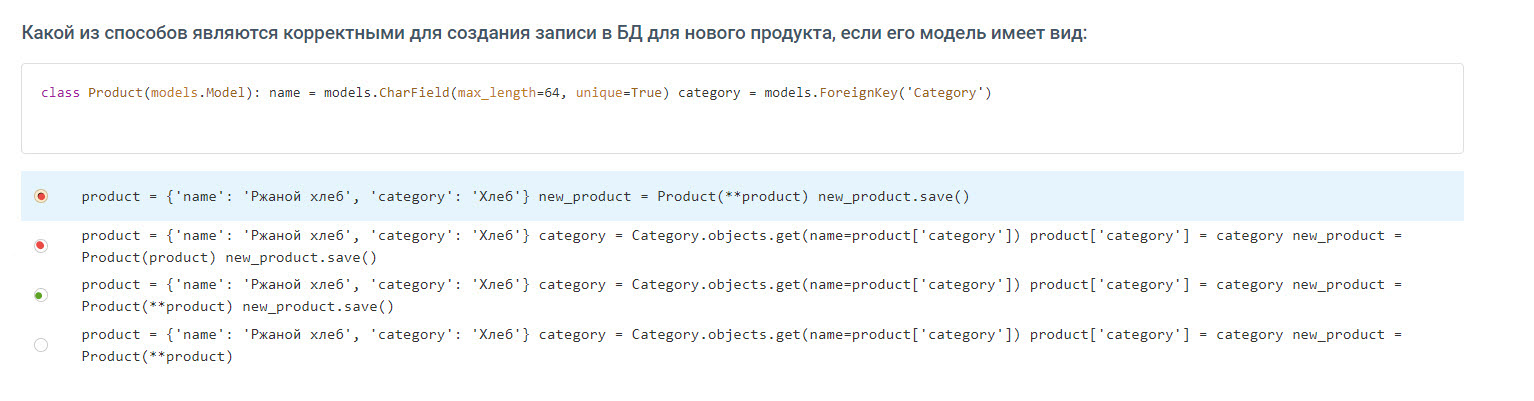 Какой из способов являются корректными для создания записи в БД для нового продукта, если его модель имеет вид:
class Product(models.Model): name = models.CharField(max_length=64, unique=True) category = models.ForeignKey('Category')
product = {'name': 'Ржаной хлеб', 'category': 'Хлеб'} new_product = Product(**product) new_product.save()
product = {'name': 'Ржаной хлеб', 'category': 'Хлеб'} category = Category.objects.get(name=product['category']) product['category'] = category new_product =
Product(product) new_product.save()
product = {'name': 'Ржаной хлеб', 'category': 'Хлеб'} category = Category.objects.get(name=product['category']) product['category'] = category new_product =
Product(**product) new_product.save()
product = {'name': 'Ржаной хлеб', 'category': 'Хлеб'} category = Category.objects.get(name=product['category']) product['category'] = category new_product =
Product(**product)